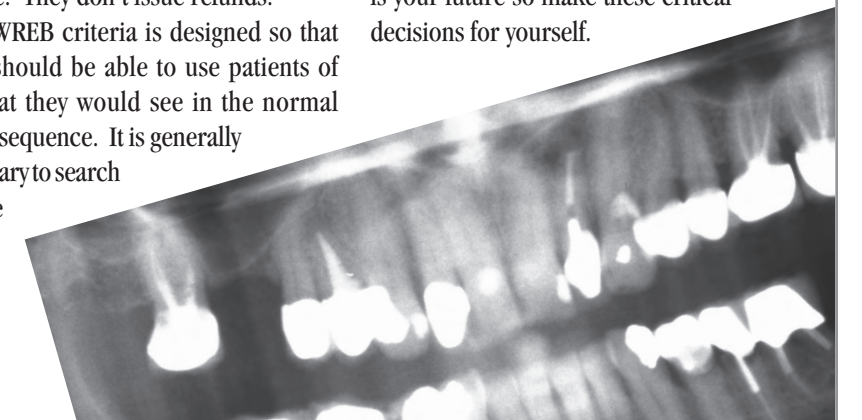 They don't issue refunds.
WREB criteria is designed so that
should be able to use patients of
at they would see in the normal
sequence. It is generally
ary to search
e
is your future so make these critical
decisions for yourself.